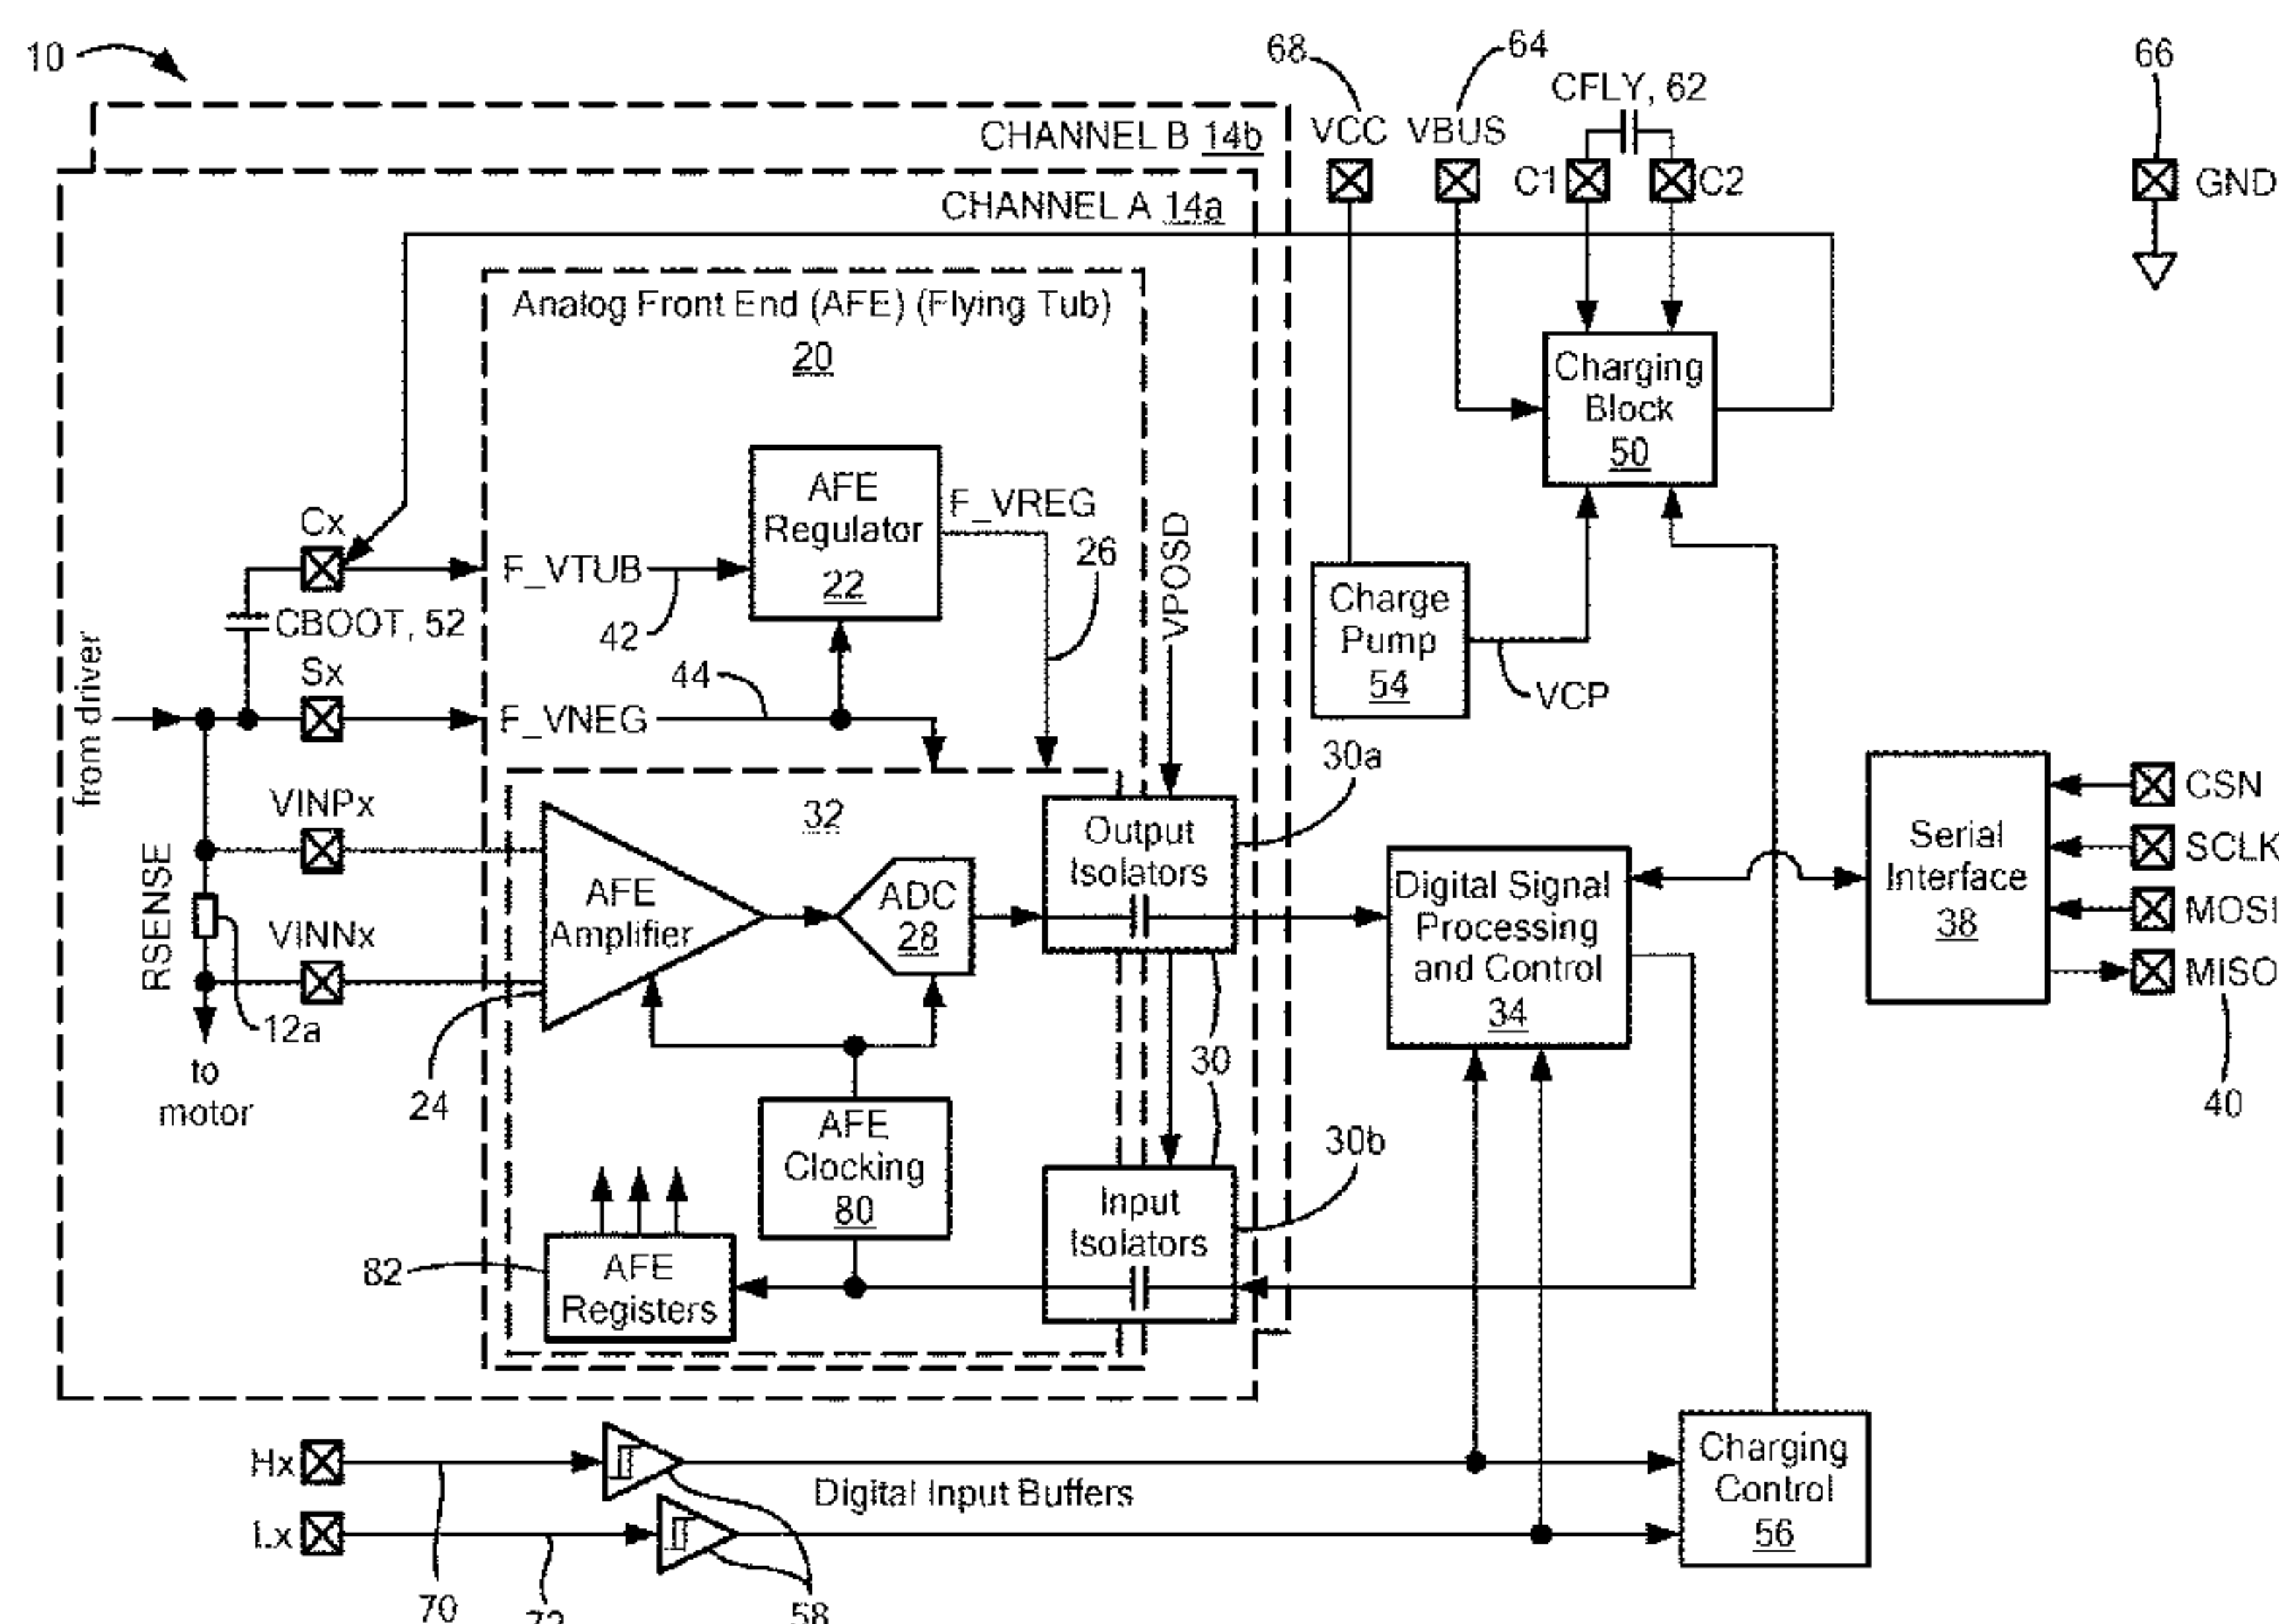 10
68
64
66
CFLY, 62
CHANNEL B 14b
VCC
VBUS
C1
C2
GND
CHANNEL A 14a
Analog Front End (AFE) (Flying Tub)
20
Charging
Block
50
AFE
Regulator
22
F_VREG
26
VPOSD
Cx
F_VTUB
42
CBOOT, 52
Charge
Pump
54
VCP
from driver
Sx
44
F_VNEG
30a
VINPx
32
Output
Isolators
AFE
Amplifier
ADC
28
Digital Signal
Processing
and Control
34
Serial
Interface
38
CSN
SCLK
MOSI
MISO
40
RSENSE
VINNx
12a
to
motor
24
30
30b
AFE
Clocking
80
Input
Isolators
82
AFE
Registers
Hx
Lx
Digital Input Buffers
Charging
Control
56
70
72
58